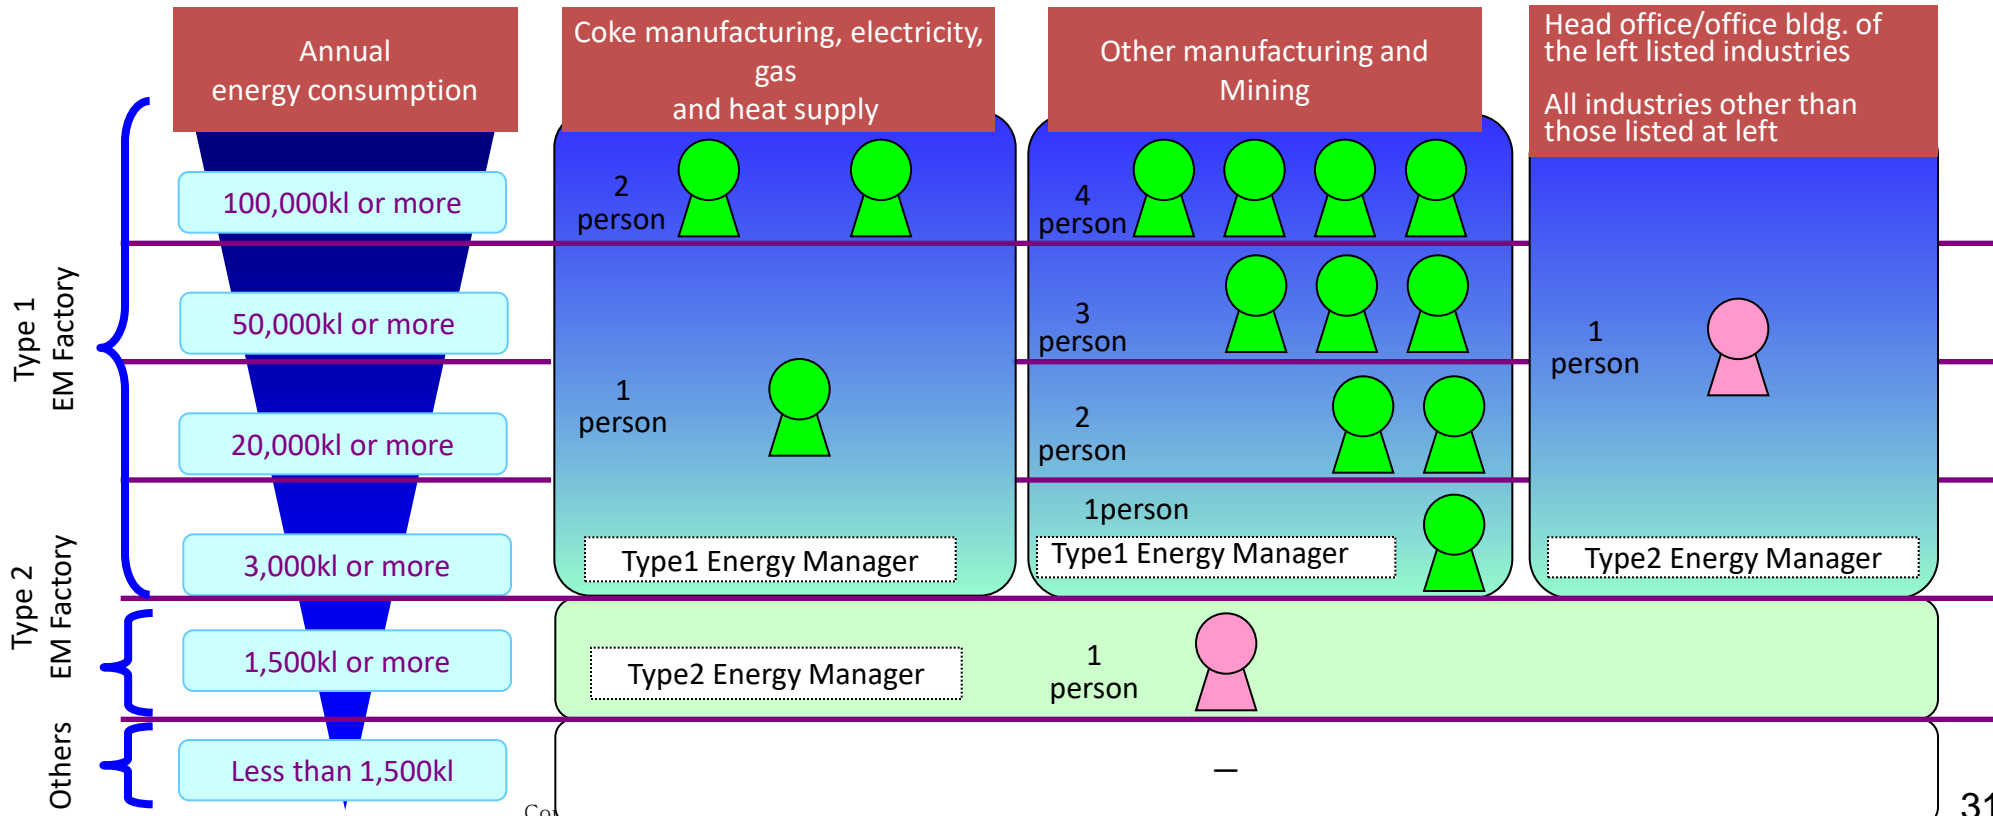 Annual
energy consumption
Coke manufacturing, electricity,
gas
and heat supply
Other manufacturing and
Mining
Head office/office bldg. of
the left listed industries
All industries other than
those listed at left
Type 1
EM Factory
100,000kl or more
2
person
4
person
50,000kl or more
3
person
1
person
1
person
20,000kl or more
2
person
1person
3,000kl or more
Type1 Energy Manager
Type1 Energy Manager
Type2 Energy Manager
Type 2
EM Factory
1,500kl or more
Type2 Energy Manager
1
person
Others
Less than 1,500kl
—
31